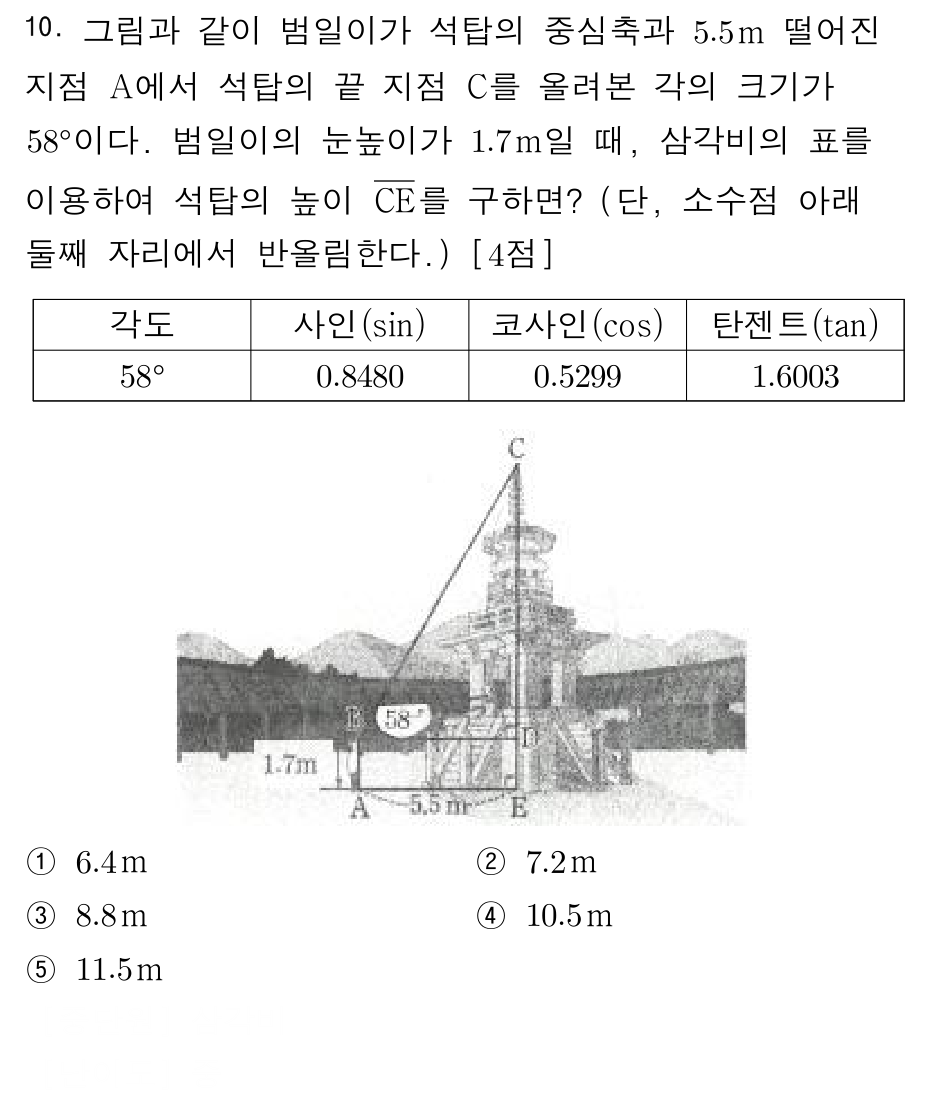 10. 그림과 같이 범일이가 석탑의 중심축과 5.5m 떨어진
지점 A에서 석탑의 끝 지점 C를 올려본 각의 크기가
58°이다. 범일이의 눈높이가 1.7m일 때, 삼각비의 표를
이용하여 석탑의 높이 CE를 구하면? (단, 소수점 아래
둘째 자리에서 반올림한다.) [4점]
각도 사인(sin) 코사인(cos) 탄젠트(tan)
58° 0.8480 0.5299 1.6003
C
B 58°
D
1.7m
A 5.5m E
① 6.4m ② 7.2m
③ 8.8m ④ 10.5m
⑤ 11.5m